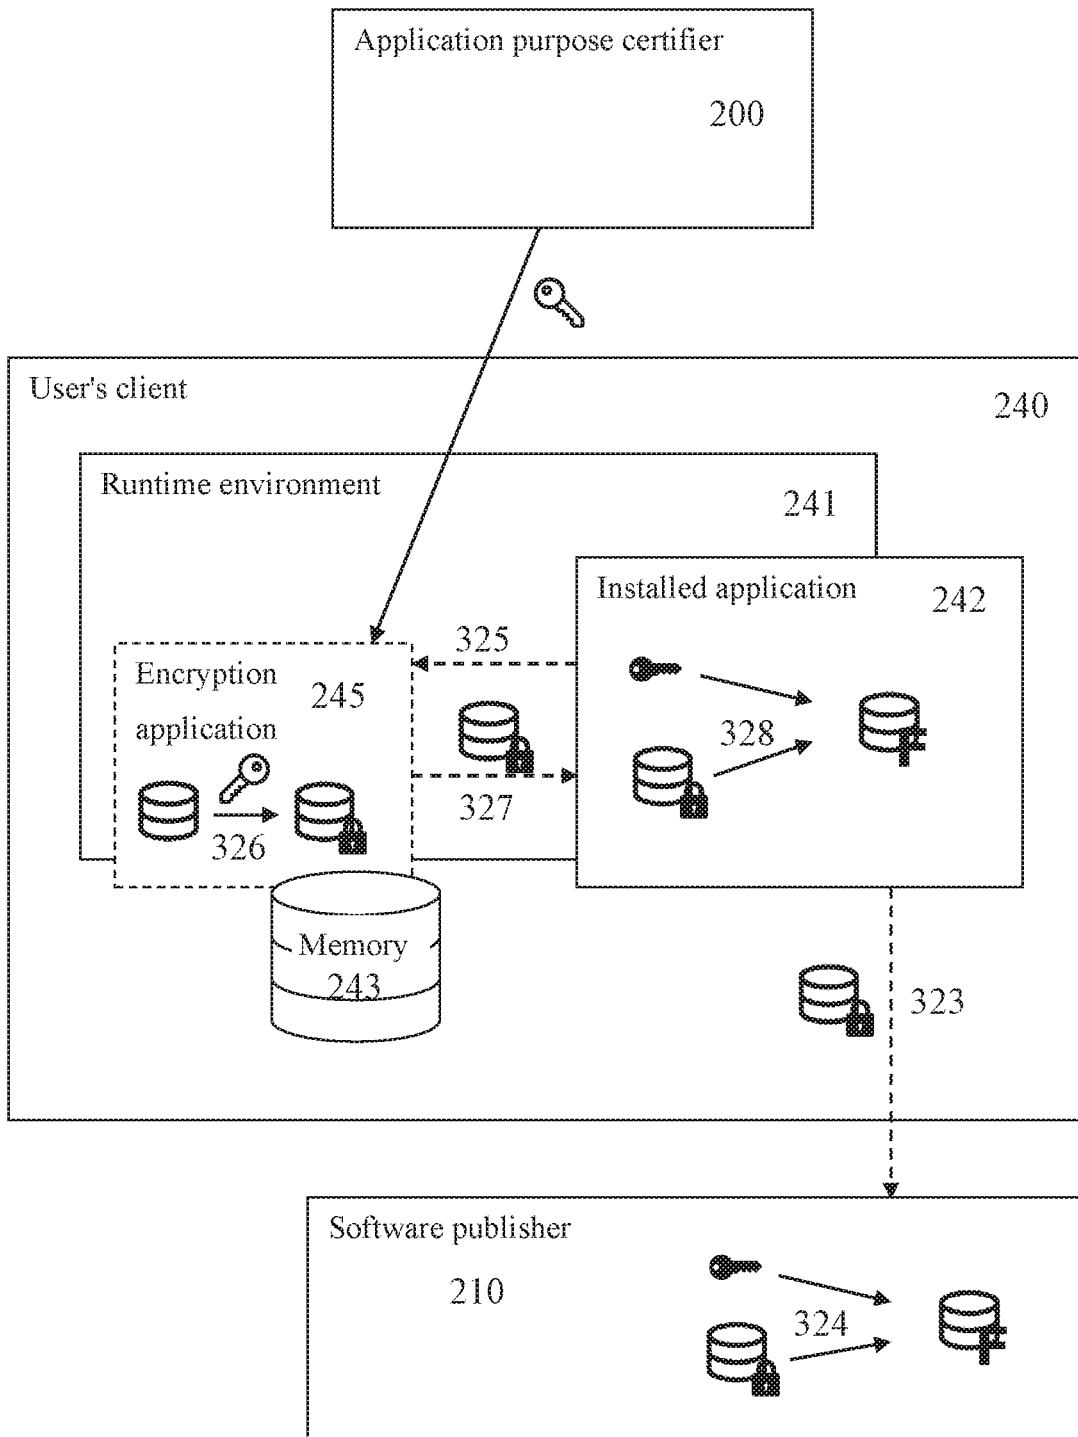 Application purpose certifier
200
User's client
240
Runtime environment
241
Installed application
242
325
Encryption
245
application
328
327
326
Memory
243
323
Software publisher
210
324